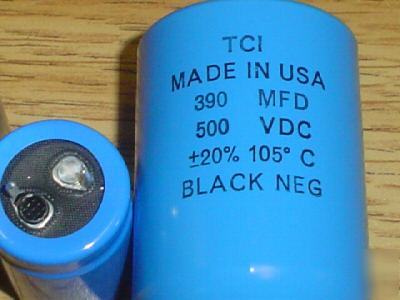 TCI
MADE IN USA
390 MFD
500 VDC
±20% 105° C
BLACK NEG